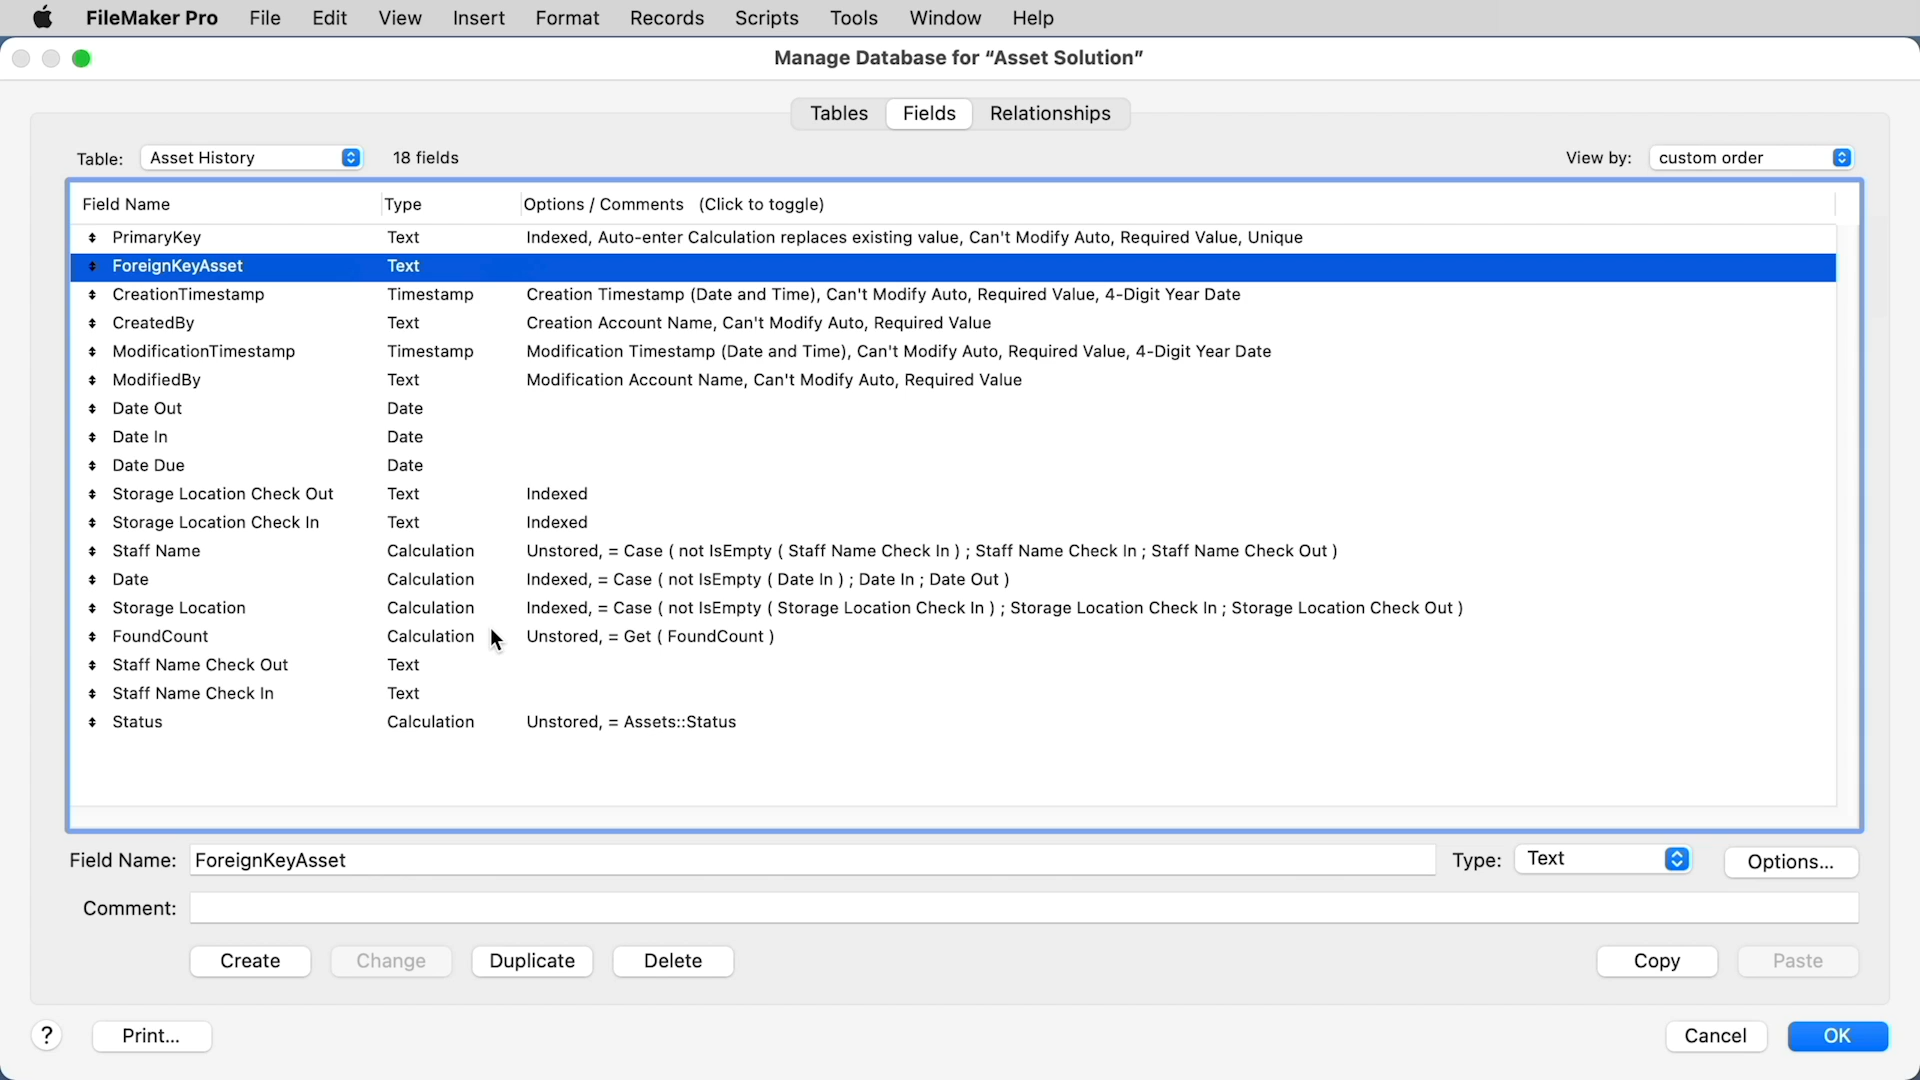 FileMaker Pro File Edit View Insert Format Records Scripts Tools Window Help
Manage Database for “Asset Solution”
Tables Fields Relationships
Table: Asset History 18 fields View by: custom order
Field Name Type Options / Comments (Click to toggle)
PrimaryKey Text Indexed, Auto-enter Calculation replaces existing value, Can't Modify Auto, Required Value, Unique
ForeignKeyAsset Text
CreationTimestamp Timestamp Creation Timestamp (Date and Time), Can't Modify Auto, Required Value, 4-Digit Year Date
CreatedBy Text Creation Account Name, Can't Modify Auto, Required Value
ModificationTimestamp Timestamp Modification Timestamp (Date and Time), Can't Modify Auto, Required Value, 4-Digit Year Date
ModifiedBy Text Modification Account Name, Can't Modify Auto, Required Value
Date Out Date
Date In Date
Date Due Date
Storage Location Check Out Text Indexed
Storage Location Check In Text Indexed
Staff Name Calculation Unstored, = Case ( not IsEmpty ( Staff Name Check In ) ; Staff Name Check In ; Staff Name Check Out )
Date Calculation Indexed, = Case ( not IsEmpty ( Date In ) ; Date In ; Date Out )
Storage Location Calculation Indexed, = Case ( not IsEmpty ( Storage Location Check In ) ; Storage Location Check In ; Storage Location Check Out )
FoundCount Calculation Unstored, = Get ( FoundCount )
Staff Name Check Out Text
Staff Name Check In Text
Status Calculation Unstored, = Assets::Status
Field Name: ForeignKeyAsset Type: Text Options...
Comment:
Create Change Duplicate Delete Copy Paste
? Print... Cancel OK